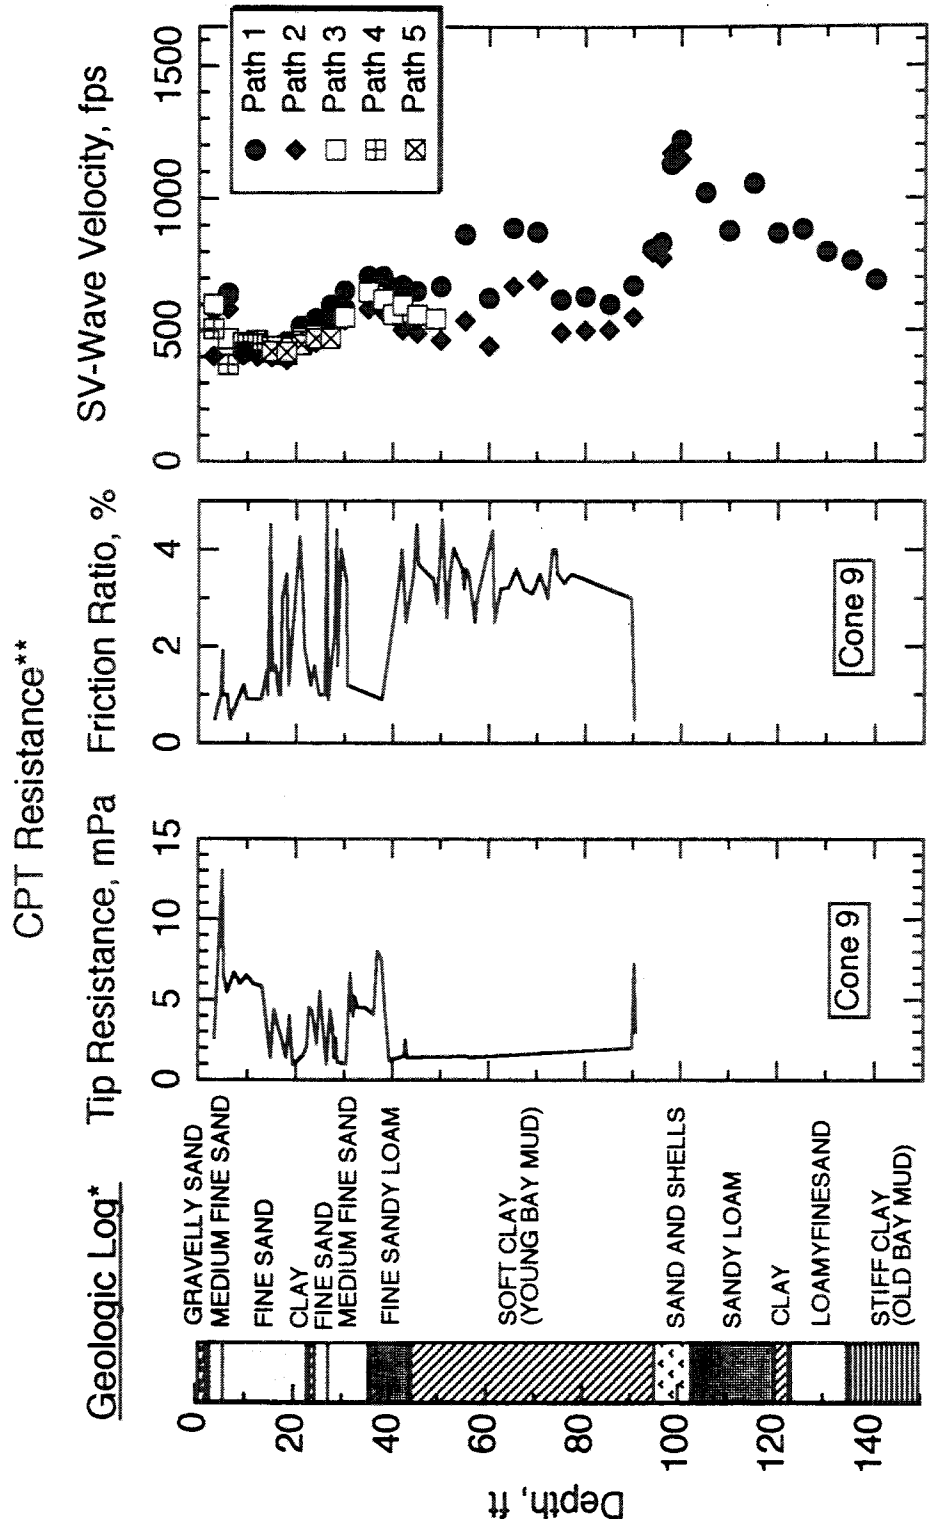 CPT Resistance**
Geologic Log*
Tip Resistance, mPa
Friction Ratio, %
SV-Wave Velocity, fps
0
5
10
15
0
2
4
0
500
1000
1500
Depth, ft
0
20
40
60
80
100
120
140
GRAVELLY SAND
MEDIUM FINE SAND
FINE SAND
CLAY
FINE SAND
MEDIUM FINE SAND
FINE SANDY LOAM
SOFT CLAY
(YOUNG BAY MUD)
SAND AND SHELLS
SANDY LOAM
CLAY
LOAMYFINESAND
STIFF CLAY
(OLD BAY MUD)
Cone 9
Cone 9
Path 1
Path 2
Path 3
Path 4
Path 5